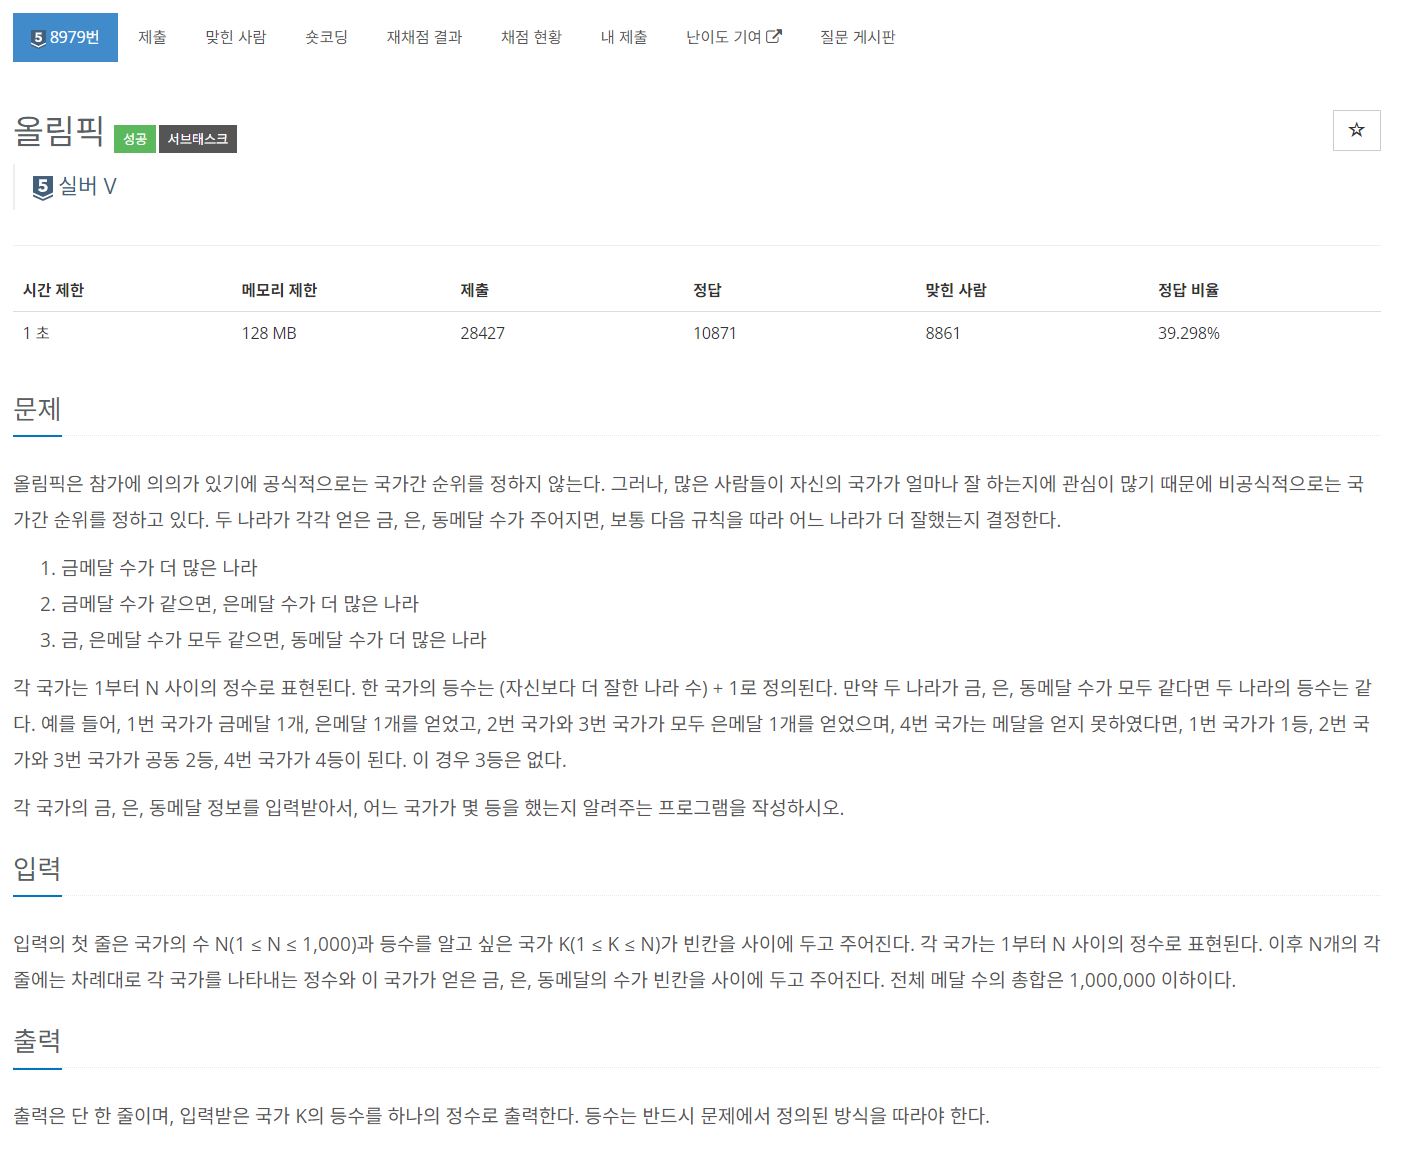 5 8979번 제출 맞힌 사람 숏코딩 재채점 결과 채점 현황 내 제출 난이도 기여 질문 게시판
올림픽 성공 서브태스크
5 실버 V
시간 제한 메모리 제한 제출 정답 맞힌 사람 정답 비율
1 초 128 MB 28427 10871 8861 39.298%
문제
올림픽은 참가에 의의가 있기에 공식적으로는 국가간 순위를 정하지 않는다. 그러나, 많은 사람들이 자신의 국가가 얼마나 잘 하는지에 관심이 많기 때문에 비공식적으로는 국
가간 순위를 정하고 있다. 두 나라가 각각 얻은 금, 은, 동메달 수가 주어지면, 보통 다음 규칙을 따라 어느 나라가 더 잘했는지 결정한다.
1. 금메달 수가 더 많은 나라
2. 금메달 수가 같으면, 은메달 수가 더 많은 나라
3. 금, 은메달 수가 모두 같으면, 동메달 수가 더 많은 나라
각 국가는 1부터 N 사이의 정수로 표현된다. 한 국가의 등수는 (자신보다 더 잘한 나라 수) + 1로 정의된다. 만약 두 나라가 금, 은, 동메달 수가 모두 같다면 두 나라의 등수는 같
다. 예를 들어, 1번 국가가 금메달 1개, 은메달 1개를 얻었고, 2번 국가와 3번 국가가 모두 은메달 1개를 얻었으며, 4번 국가는 메달을 얻지 못하였다면, 1번 국가가 1등, 2번 국
가와 3번 국가가 공동 2등, 4번 국가가 4등이 된다. 이 경우 3등은 없다.
각 국가의 금, 은, 동메달 정보를 입력받아서, 어느 국가가 몇 등을 했는지 알려주는 프로그램을 작성하시오.
입력
입력의 첫 줄은 국가의 수 N(1 ≤ N ≤ 1,000)과 등수를 알고 싶은 국가 K(1 ≤ K ≤ N)가 빈칸을 사이에 두고 주어진다. 각 국가는 1부터 N 사이의 정수로 표현된다. 이후 N개의 각
줄에는 차례대로 각 국가를 나타내는 정수와 이 국가가 얻은 금, 은, 동메달의 수가 빈칸을 사이에 두고 주어진다. 전체 메달 수의 총합은 1,000,000 이하이다.
출력
출력은 단 한 줄이며, 입력받은 국가 K의 등수를 하나의 정수로 출력한다. 등수는 반드시 문제에서 정의된 방식을 따라야 한다.